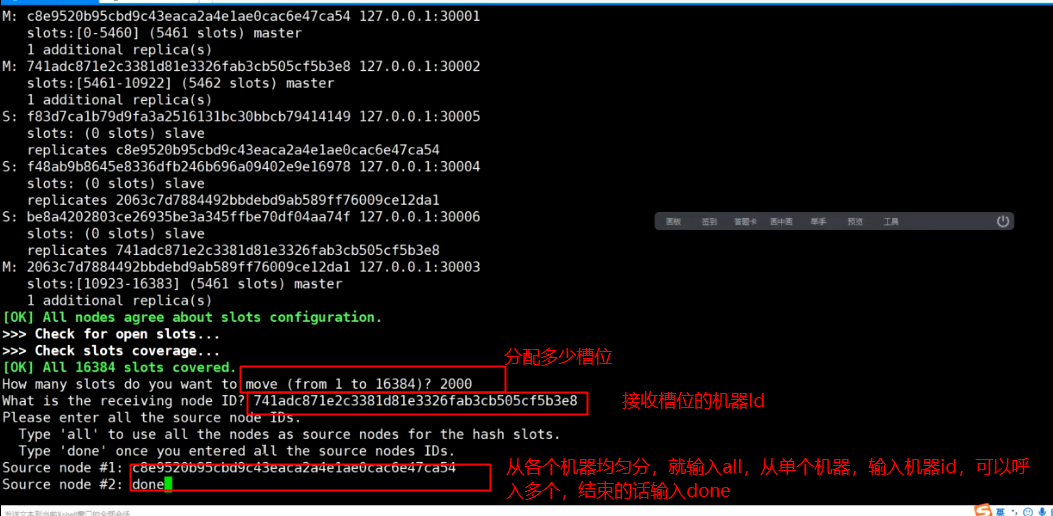 M: c8e9520b95cbd9c43eaca2a4e1ae0cac6e47ca54 127.0.0.1:30001
slots:[0-5460] (5461 slots) master
1 additional replica(s)
M: 741adc871e2c3381d81e3326fab3cb505cf5b3e8 127.0.0.1:30002
slots:[5461-10922] (5462 slots) master
1 additional replica(s)
S: f83d7ca1b79d9fa3a2516131bc30bbcb79414149 127.0.0.1:30005
slots: (0 slots) slave
replicates c8e9520b95cbd9c43eaca2a4e1ae0cac6e47ca54
S: f48ab9b8645e8336dfb246b696a09402e9e16978 127.0.0.1:30004
slots: (0 slots) slave
replicates 2063c7d7884492bbdebd9ab589ff76009ce12da1
S: be8a4202803ce26935be3a345ffbe70df04aa74f 127.0.0.1:30006
slots: (0 slots) slave
replicates 741adc871e2c3381d81e3326fab3cb505cf5b3e8
画板 签到 答题卡 画中画 举手 预览 工具
M: 2063c7d7884492bbdebd9ab589ff76009ce12da1 127.0.0.1:30003
slots:[10923-16383] (5461 slots) master
1 additional replica(s)
[OK] All nodes agree about slots configuration.
>>> Check for open slots...
>>> Check slots coverage...
[OK] All 16384 slots covered.
分配多少槽位
How many slots do you want to move (from 1 to 16384)? 2000
What is the receiving node ID? 741adc871e2c3381d81e3326fab3cb505cf5b3e8
接收槽位的机器Id
Please enter all the source node IDs.
Type 'all' to use all the nodes as source nodes for the hash slots.
Type 'done' once you entered all the source nodes IDs.
Source node #1: c8e9520b95cbd9c43eaca2a4e1ae0cac6e47ca54
Source node #2: done
从各个机器均匀分，就输入all，从单个机器，输入机器id，可以呼
入多个，结束的话输入done
英